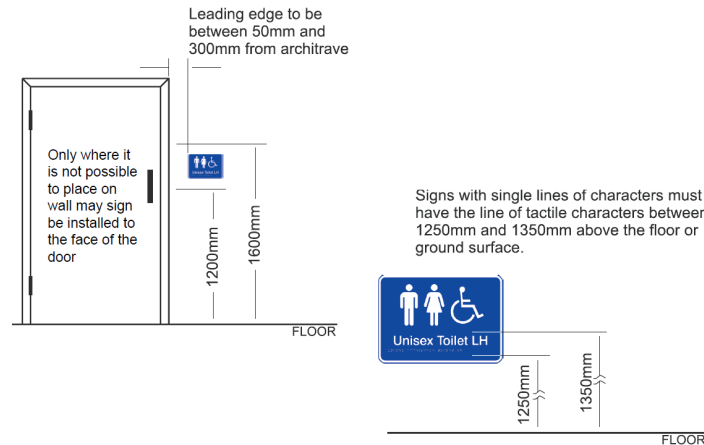 Leading edge to be
between 50mm and
300mm from architrave
Only where it
is not possible
to place on
wall may sign
be installed to
the face of the
door
Unisex Toilet LH
1200mm
1600mm
FLOOR
Signs with single lines of characters must
have the line of tactile characters between
1250mm and 1350mm above the floor or
ground surface.
Unisex Toilet LH
1250mm
1350mm
FLOOR